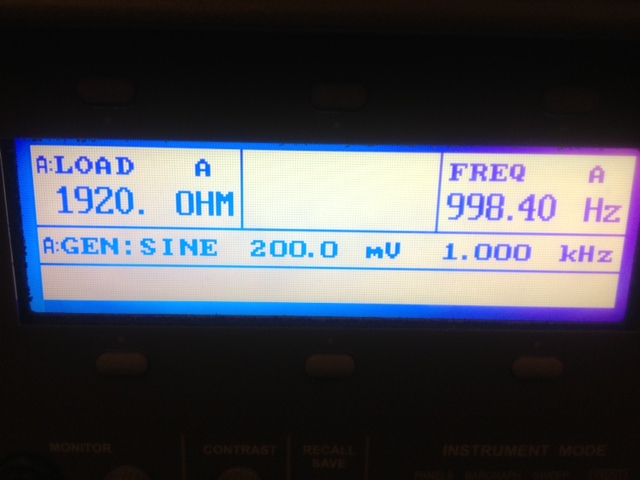 A:LOAD A
1920. OHM
FREQ A
998.40 Hz
A:GEN:SINE 200.0 mV 1.000 kHz
MONITOR
CONTRAST
RECALL
SAVE
INSTRUMENT MODE